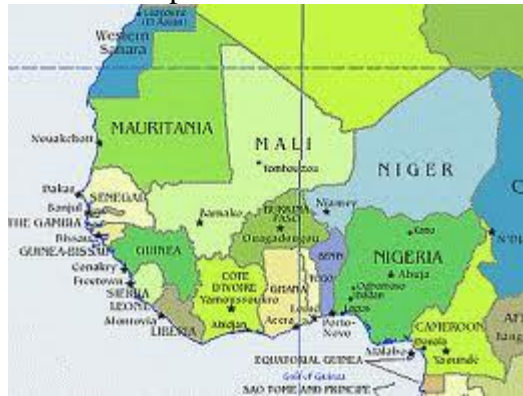 Western
Sahara
MAURITANIA
Nouakchott
MALI
Tombouctou
NIGER
Dakar
SENEGAL
Banjul
THE GAMBIA
Bissau
GUINEA-BISSAU
Bamako
BURKINA
FASO
Ouagadougou
Niamey
Kano
N'D
GUINEA
BENIN
NIGERIA
Abuja
Conakry
Freetown
SIERRA
LEONE
COTE
D'IVOIRE
Yamoussoukro
GHANA
TOGO
Ogbomoso
Ibadan
Lagos
Lomé
Monrovia
LIBERIA
Abidjan
Accra
Porto-
Novo
CAMEROON
Douala
Malabo
Yaounde
EQUATORIAL GUINEA
Gulf of Guinea
SAO TOME AND PRINCIPE